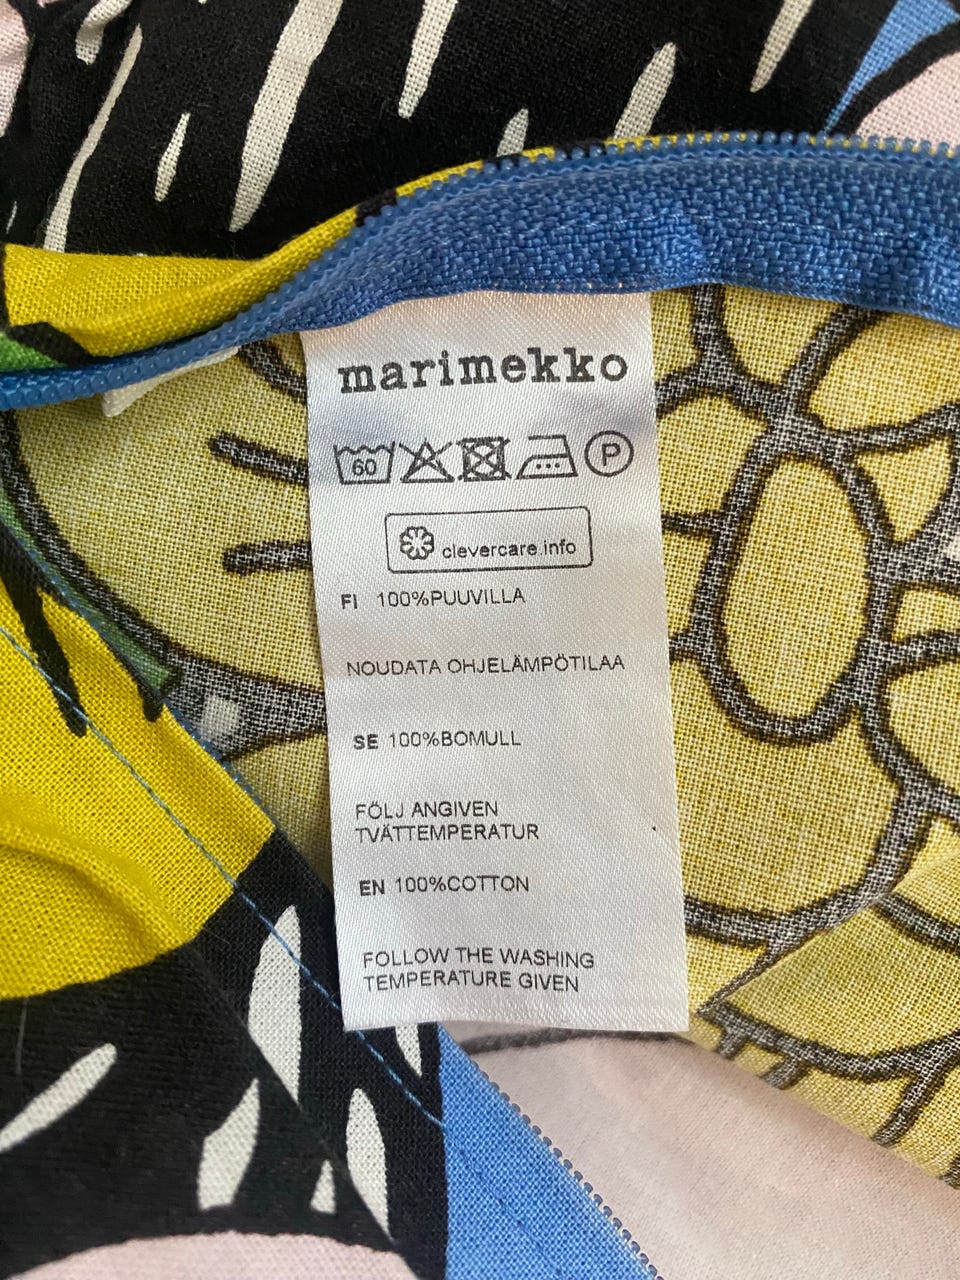 marimekko
60 P
clevercare.info
FI 100%PUUVILLA
NOUDATA OHJELÄMPÖTILAA
SE 100%BOMULL
FÖLJ ANGIVEN
TVÄTTEMPERATUR
EN 100%COTTON
FOLLOW THE WASHING
TEMPERATURE GIVEN